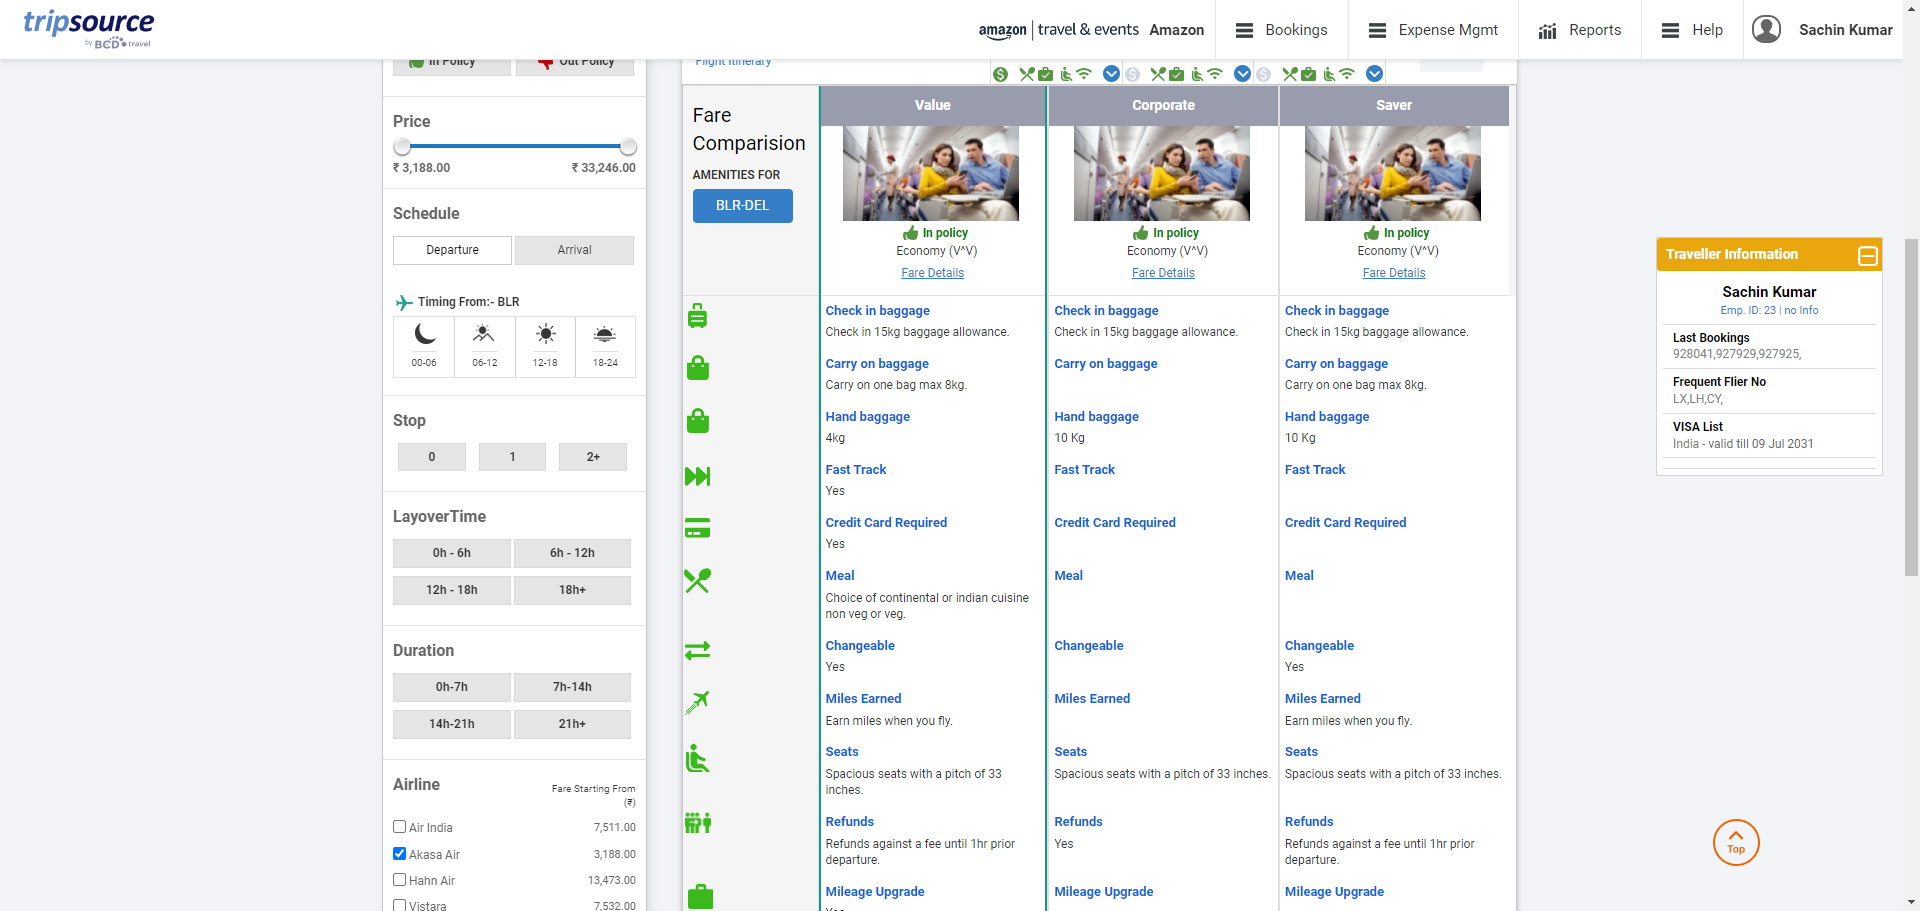 tripsource
by BCD travel
amazon travel & events Amazon
Bookings
Expense Mgmt
Reports
Help
Sachin Kumar
In Policy
Out Policy
Price
₹ 3,188.00
₹ 33,246.00
Schedule
Departure
Arrival
Timing From:- BLR
00-06
06-12
12-18
18-24
Stop
0
1
2+
LayoverTime
0h - 6h
6h - 12h
12h - 18h
18h+
Duration
0h-7h
7h-14h
14h-21h
21h+
Airline
Fare Starting From
(₹)
Air India 7,511.00
Akasa Air 3,188.00
Hahn Air 13,473.00
Vistara 7,532.00
Flight Itinerary
Fare
Comparision
AMENITIES FOR
BLR-DEL
Value
In policy
Economy (V^V)
Fare Details
Check in baggage
Check in 15kg baggage allowance.
Carry on baggage
Carry on one bag max 8kg.
Hand baggage
4kg
Fast Track
Yes
Credit Card Required
Yes
Meal
Choice of continental or indian cuisine
non veg or veg.
Changeable
Yes
Miles Earned
Earn miles when you fly.
Seats
Spacious seats with a pitch of 33
inches.
Refunds
Refunds against a fee until 1hr prior
departure.
Mileage Upgrade
Yes
Corporate
In policy
Economy (V^V)
Fare Details
Check in baggage
Check in 15kg baggage allowance.
Carry on baggage
Hand baggage
10 Kg
Fast Track
Credit Card Required
Meal
Changeable
Miles Earned
Seats
Spacious seats with a pitch of 33 inches.
Refunds
Yes
Mileage Upgrade
Saver
In policy
Economy (V^V)
Fare Details
Check in baggage
Check in 15kg baggage allowance.
Carry on baggage
Carry on one bag max 8kg.
Hand baggage
10 Kg
Fast Track
Credit Card Required
Meal
Changeable
Yes
Miles Earned
Earn miles when you fly.
Seats
Spacious seats with a pitch of 33 inches.
Refunds
Refunds against a fee until 1hr prior
departure.
Mileage Upgrade
Traveller Information
Sachin Kumar
Emp. ID: 23 | no Info
Last Bookings
928041,927929,927925,
Frequent Flier No
LX,LH,CY,
VISA List
India - valid till 09 Jul 2031
Top